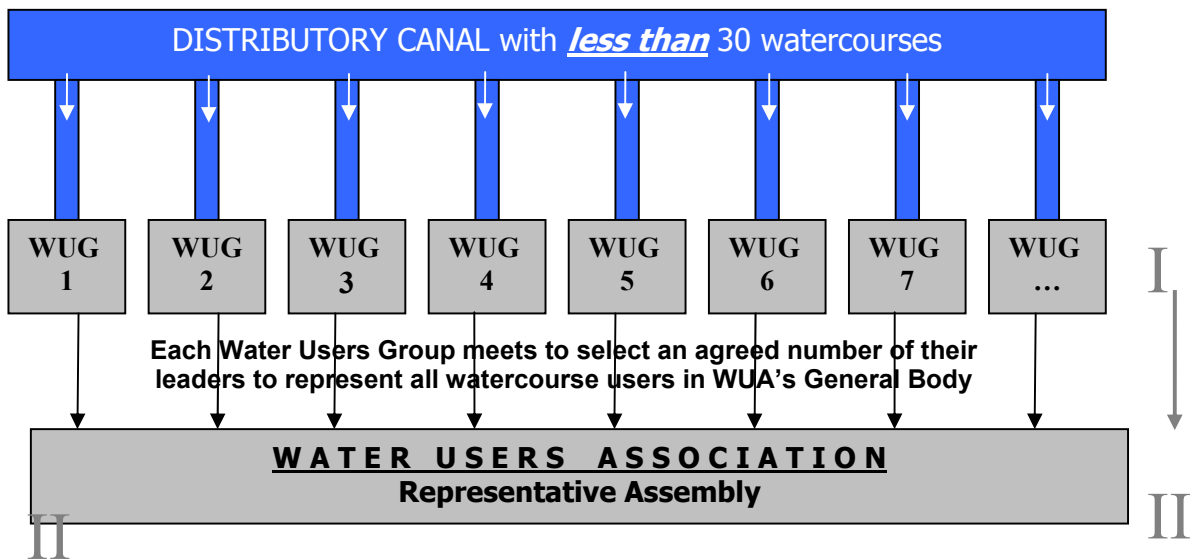 DISTRIBUTORY CANAL with less than 30 watercourses
WUG 1
WUG 2
WUG 3
WUG 4
WUG 5
WUG 6
WUG 7
WUG ...
I
Each Water Users Group meets to select an agreed number of their
leaders to represent all watercourse users in WUA's General Body
WATER USERS ASSOCIATION
Representative Assembly
II
II